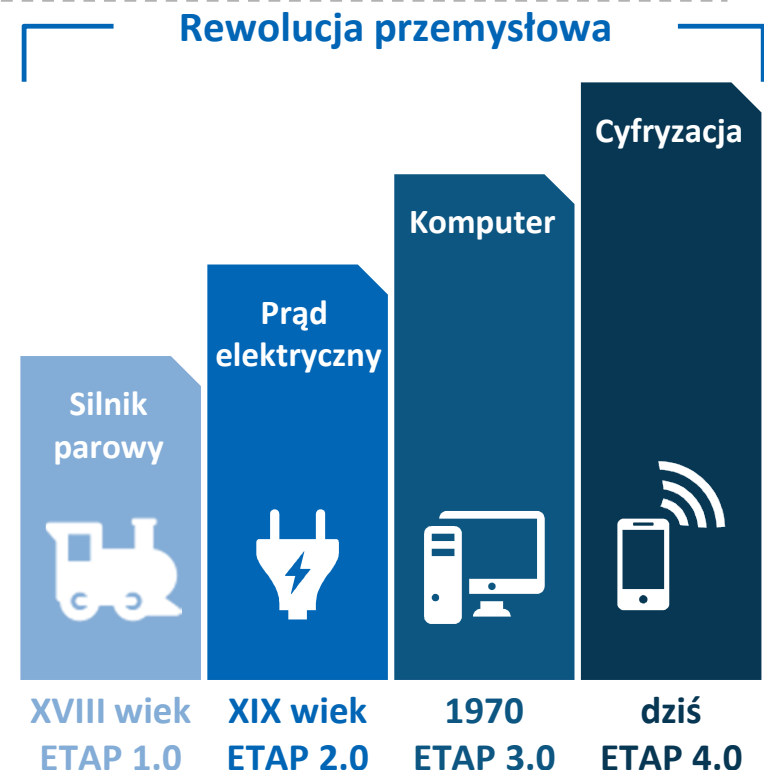 Rewolucja przemysłowa
Silnik
parowy
Prąd
elektryczny
Komputer
Cyfryzacja
XVIII wiek
ETAP 1.0
XIX wiek
ETAP 2.0
1970
ETAP 3.0
dziś
ETAP 4.0